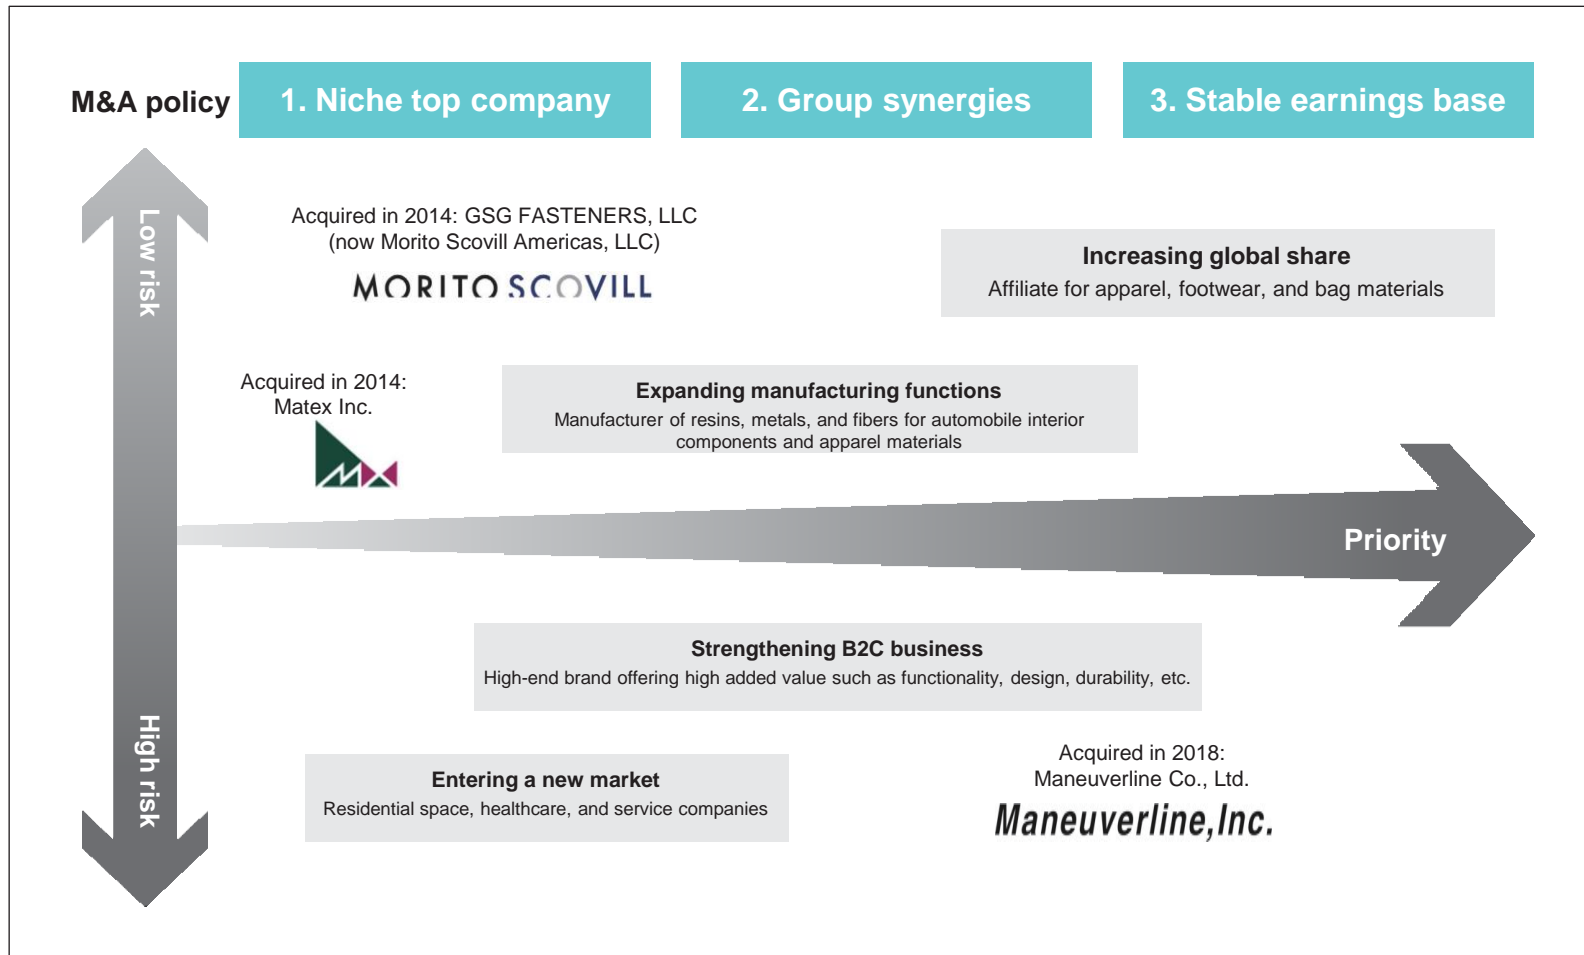 M&A policy
1. Niche top company
2. Group synergies
3. Stable earnings base
Low risk
Acquired in 2014: GSG FASTENERS, LLC
(now Morito Scovill Americas, LLC)
MORITO SCOVILL
Increasing global share
Affiliate for apparel, footwear, and bag materials
Acquired in 2014:
Matex Inc.
Expanding manufacturing functions
Manufacturer of resins, metals, and fibers for automobile interior
components and apparel materials
Priority
Strengthening B2C business
High-end brand offering high added value such as functionality, design, durability, etc.
High risk
Entering a new market
Residential space, healthcare, and service companies
Acquired in 2018:
Maneuverline Co., Ltd.
Maneuverline,Inc.